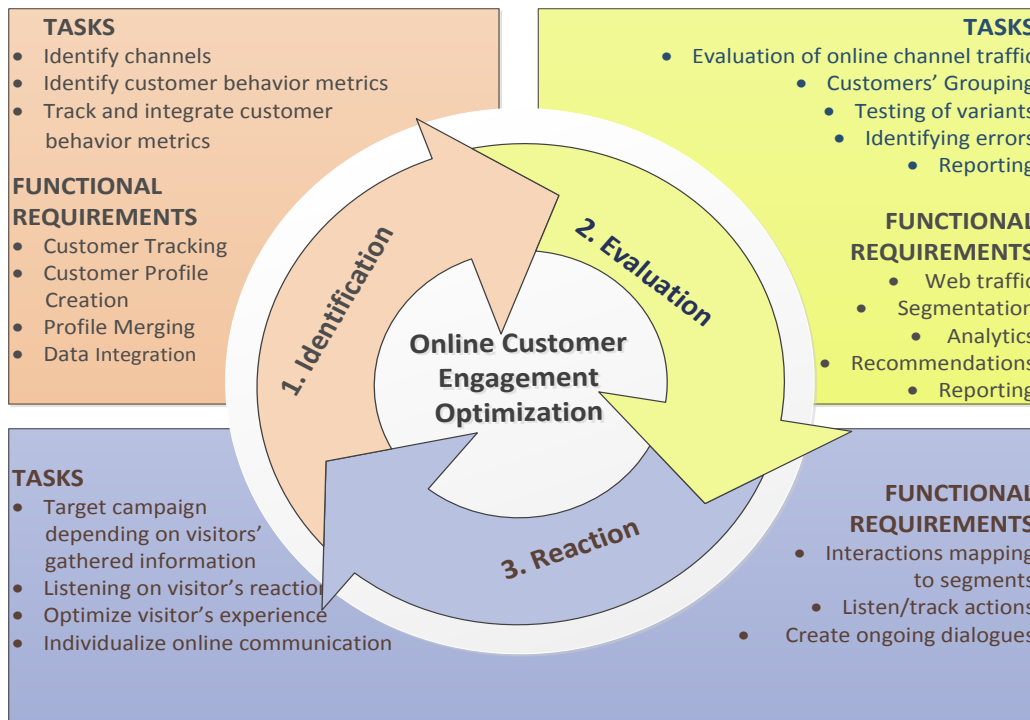 TASKS
• Identify channels
• Identify customer behavior metrics
• Track and integrate customer
behavior metrics
FUNCTIONAL
REQUIREMENTS
• Customer Tracking
• Customer Profile
Creation
• Profile Merging
• Data Integration
TASKS
• Evaluation of online channel traffic
• Customers’ Grouping
• Testing of variants
• Identifying errors
• Reporting
FUNCTIONAL
REQUIREMENTS
• Web traffic
• Segmentation
• Analytics
• Recommendations
• Reporting
1. Identification
2. Evaluation
Online Customer
Engagement
Optimization
3. Reaction
TASKS
• Target campaign
depending on visitors’
gathered information
• Listening on visitor’s reaction
• Optimize visitor’s experience
• Individualize online communication
FUNCTIONAL
REQUIREMENTS
• Interactions mapping
to segments
• Listen/track actions
• Create ongoing dialogues